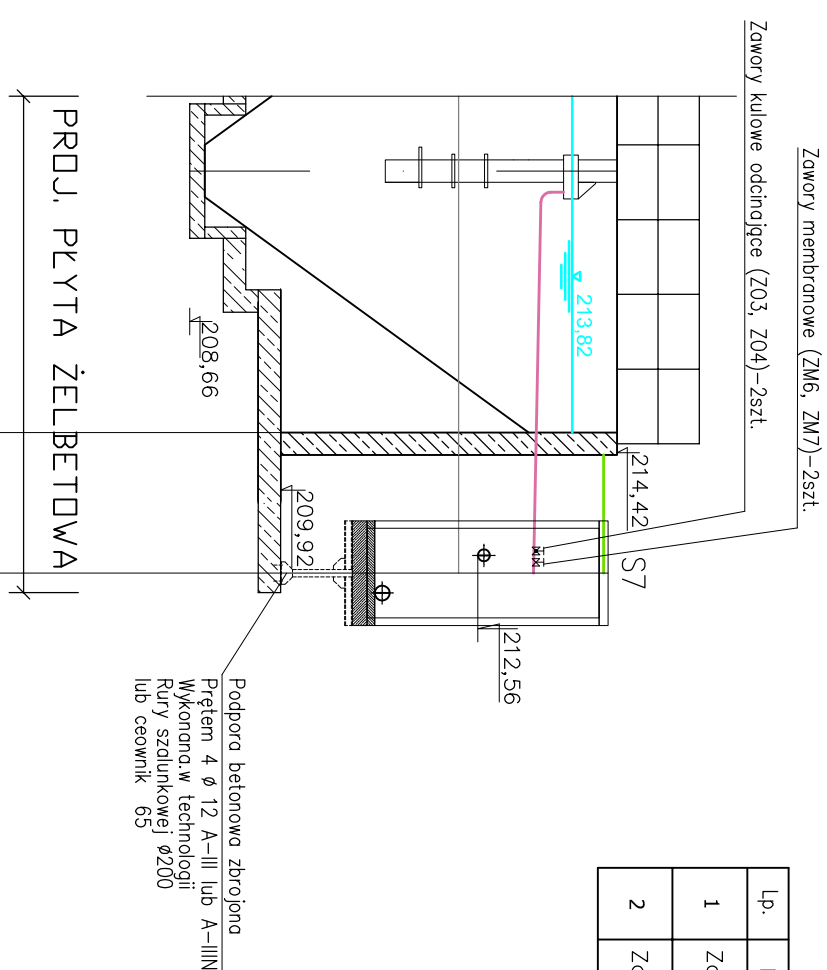 Zawory membranowe (ZM6, ZM7)-2szt.
Zawory kulowe odcinające (Z03, Z04)-2szt.
213,82
214,42
S7
212,56
209,92
208,66
PROJ. PŁYTA ŻELBETOWA
Podpora betonowa zbrojona
Prętem 4 ø 12 A-III lub A-IIIN
Wykonana.w technologii
Rury szalunkowej ø200
lub ceownik 65
Lp.
1
2